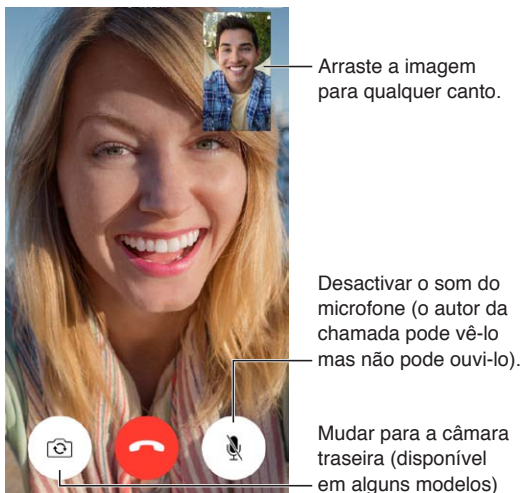 Arraste a imagem
para qualquer canto.
Desactivar o som do
microfone (o autor da
chamada pode vê-lo
mas não pode ouvi-lo).
Mudar para a câmara
traseira (disponível
em alguns modelos)